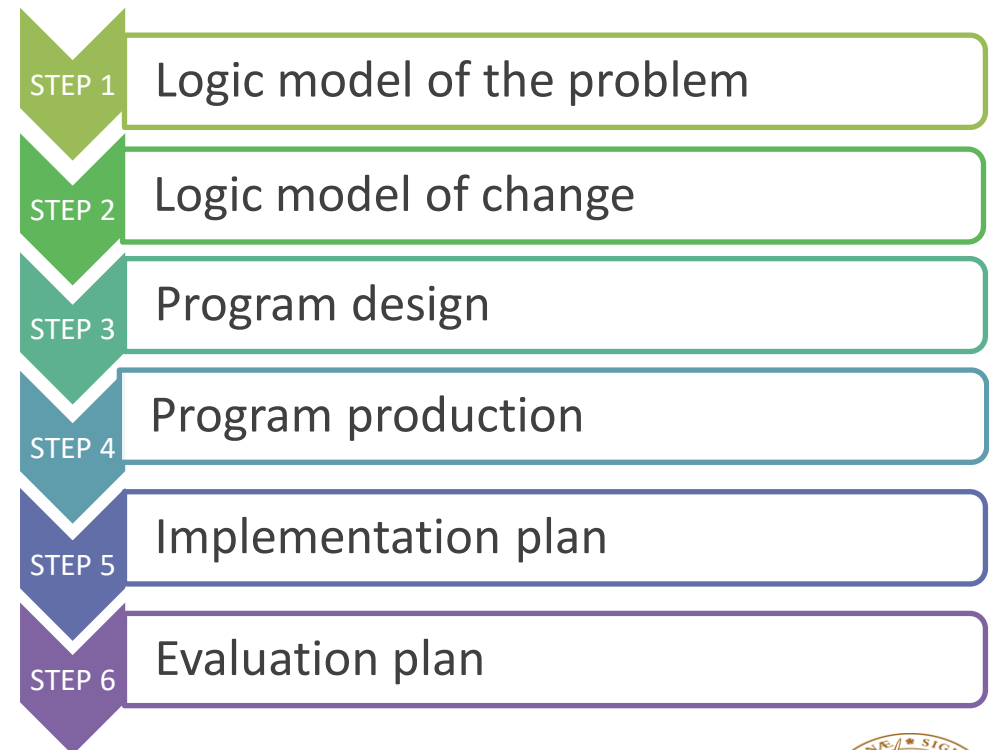 STEP 1
Logic model of the problem
STEP 2
Logic model of change
STEP 3
Program design
STEP 4
Program production
STEP 5
Implementation plan
STEP 6
Evaluation plan